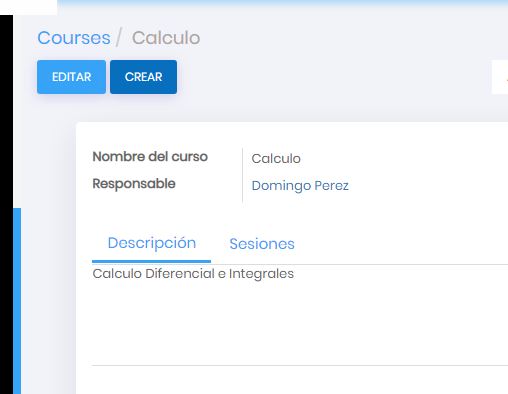 Courses / Calculo
EDITAR CREAR
Nombre del curso Calculo
Responsable Domingo Perez
Descripción Sesiones
Calculo Diferencial e Integrales